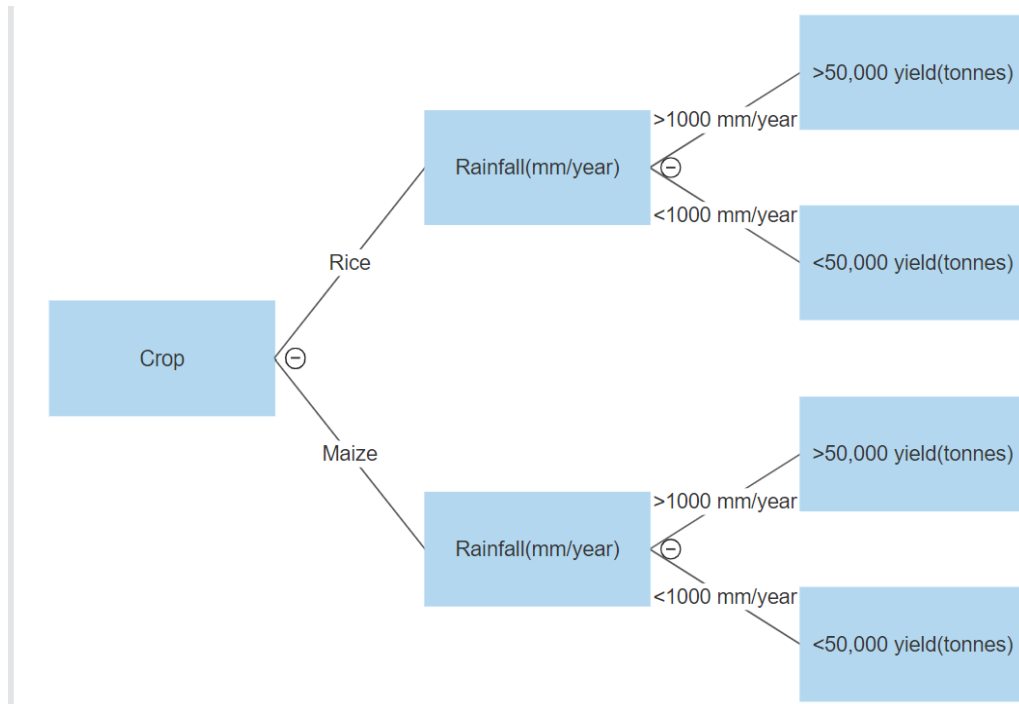 Crop
Rice
Maize
Rainfall(mm/year)
>1000 mm/year
<1000 mm/year
>50,000 yield(tonnes)
<50,000 yield(tonnes)
Rainfall(mm/year)
>1000 mm/year
<1000 mm/year
>50,000 yield(tonnes)
<50,000 yield(tonnes)